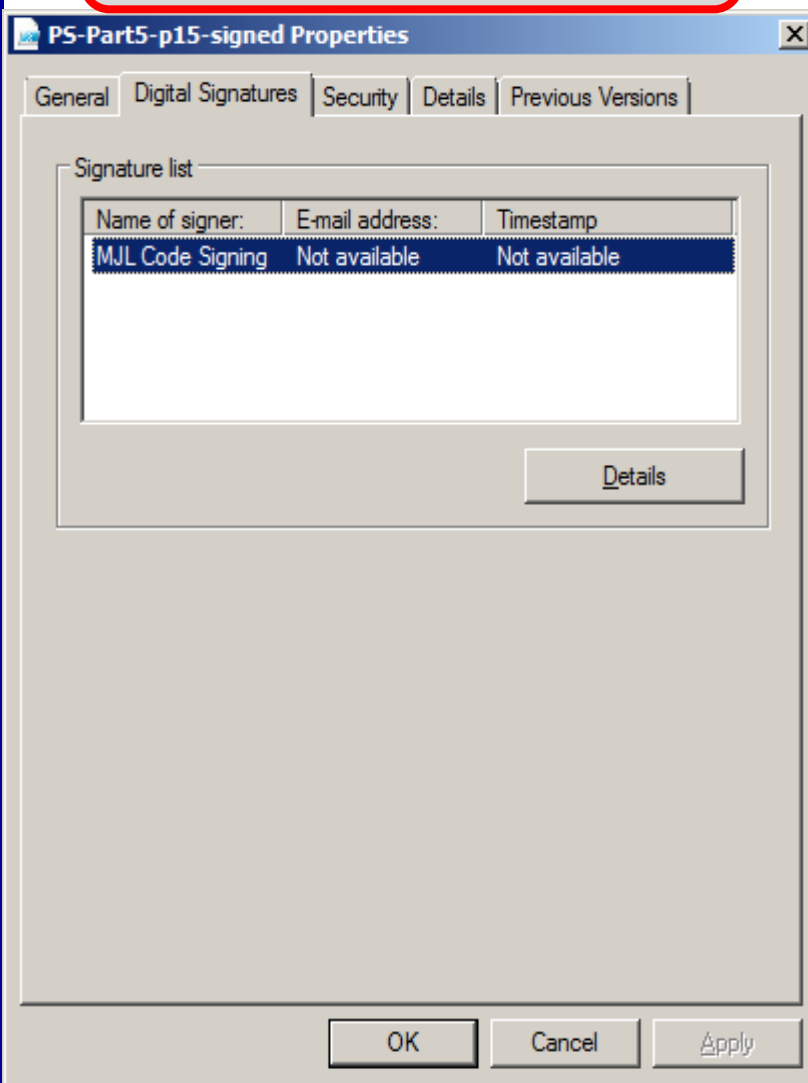 PS-Part5-p15-signed Properties
General Digital Signatures Security Details Previous Versions
Signature list
Name of signer: E-mail address: Timestamp
MJL Code Signing Not available Not available
Details
OK Cancel Apply